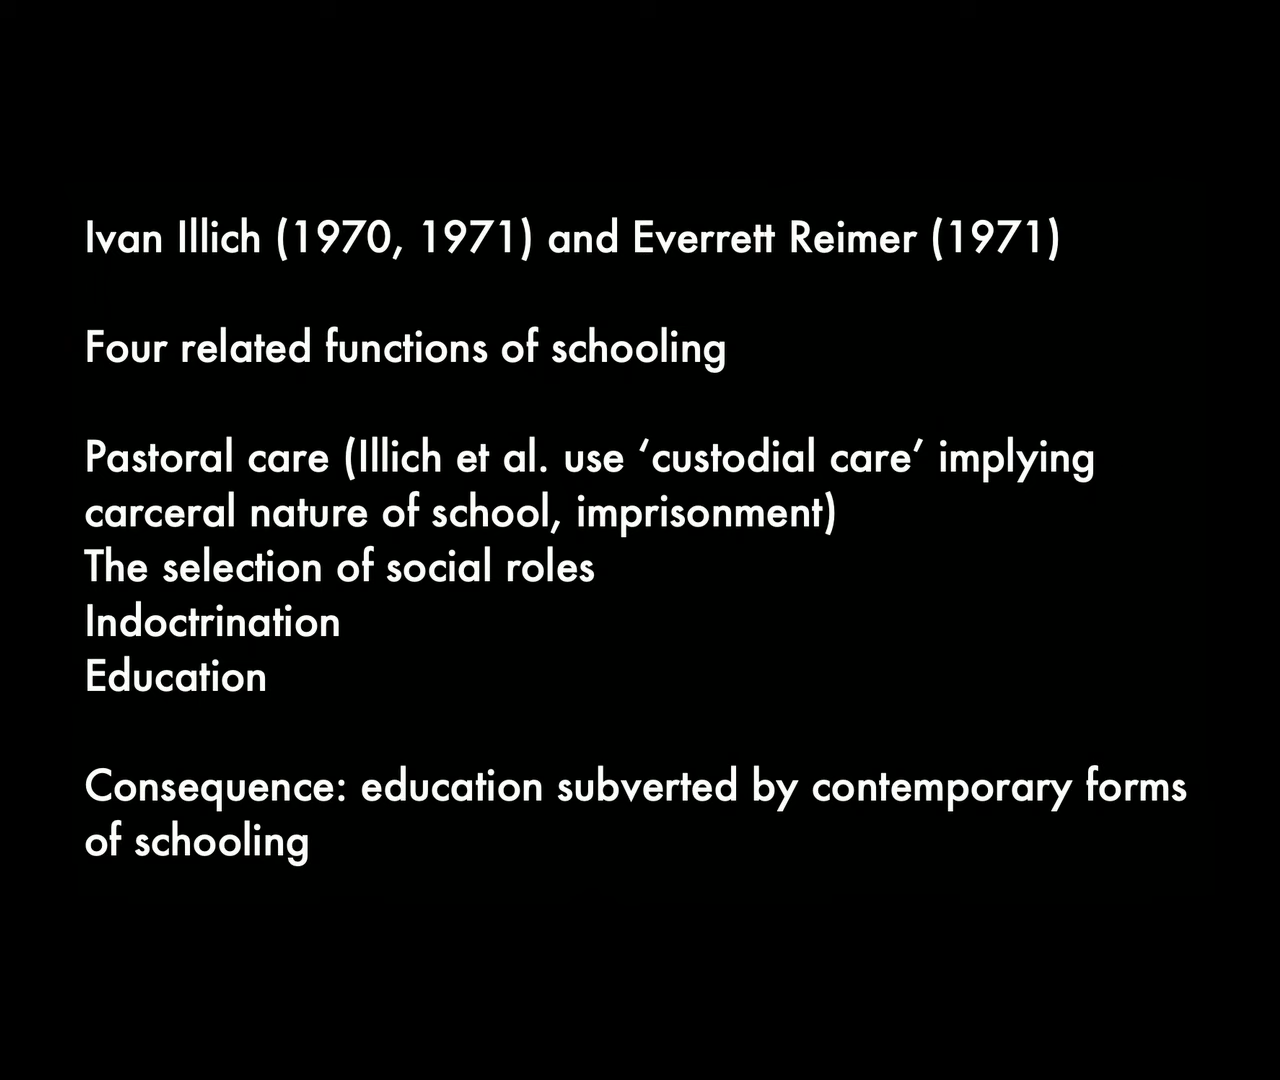 Ivan Illich (1970, 1971) and Everrett Reimer (1971)
Four related functions of schooling
Pastoral care (Illich et al. use ‘custodial care’ implying
carceral nature of school, imprisonment)
The selection of social roles
Indoctrination
Education
Consequence: education subverted by contemporary forms
of schooling